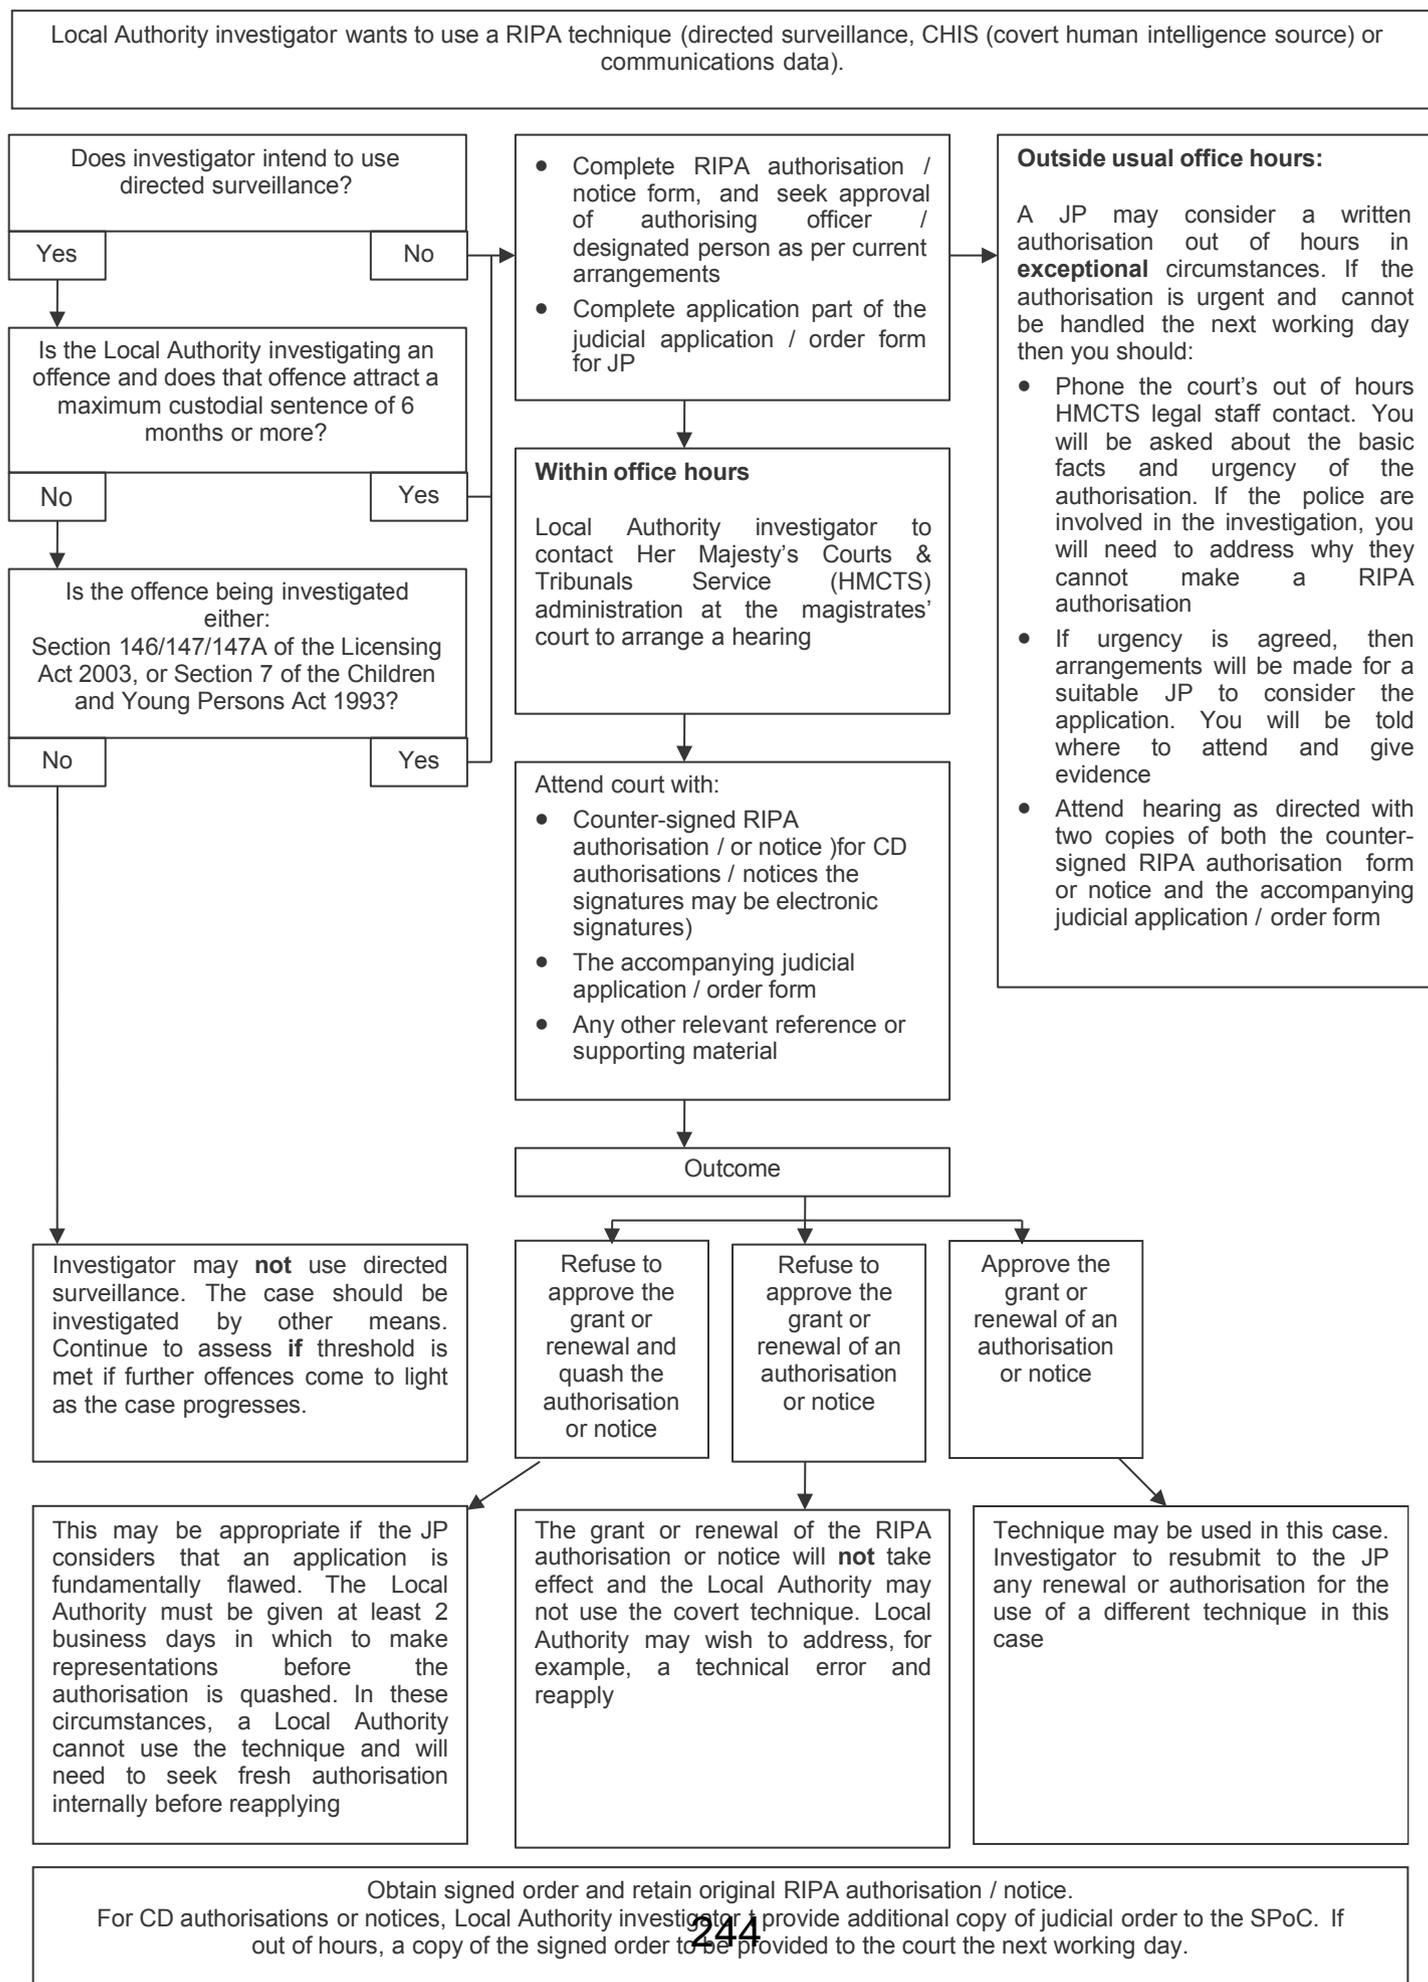 Local Authority investigator wants to use a RIPA technique (directed surveillance, CHIS (covert human intelligence source) or
communications data).
Does investigator intend to use
directed surveillance?
Yes
No
Is the Local Authority investigating an
offence and does that offence attract a
maximum custodial sentence of 6
months or more?
No
Yes
Is the offence being investigated
either:
Section 146/147/147A of the Licensing
Act 2003, or Section 7 of the Children
and Young Persons Act 1993?
No
Yes
● Complete RIPA authorisation /
notice form, and seek approval
of authorising officer /
designated person as per current
arrangements
● Complete application part of the
judicial application / order form
for JP
Within office hours
Local Authority investigator to
contact Her Majesty's Courts &
Tribunals Service (HMCTS)
administration at the magistrates'
court to arrange a hearing
Attend court with:
● Counter-signed RIPA
authorisation / or notice )for CD
authorisations / notices the
signatures may be electronic
signatures)
● The accompanying judicial
application / order form
● Any other relevant reference or
supporting material
Outside usual office hours:
A JP may consider a written
authorisation out of hours in
exceptional circumstances. If the
authorisation is urgent and cannot
be handled the next working day
then you should:
● Phone the court's out of hours
HMCTS legal staff contact. You
will be asked about the basic
facts and urgency of the
authorisation. If the police are
involved in the investigation, you
will need to address why they
cannot make a RIPA
authorisation
● If urgency is agreed, then
arrangements will be made for a
suitable JP to consider the
application. You will be told
where to attend and give
evidence
● Attend hearing as directed with
two copies of both the counter-
signed RIPA authorisation form
or notice and the accompanying
judicial application / order form
Outcome
Investigator may not use directed
surveillance. The case should be
investigated by other means.
Continue to assess if threshold is
met if further offences come to light
as the case progresses.
Refuse to
approve the
grant or
renewal and
quash the
authorisation
or notice
Refuse to
approve the
grant or
renewal of an
authorisation
or notice
Approve the
grant or
renewal of an
authorisation
or notice
This may be appropriate if the JP
considers that an application is
fundamentally flawed. The Local
Authority must be given at least 2
business days in which to make
representations before the
authorisation is quashed. In these
circumstances, a Local Authority
cannot use the technique and will
need to seek fresh authorisation
internally before reapplying
The grant or renewal of the RIPA
authorisation or notice will not take
effect and the Local Authority may
not use the covert technique. Local
Authority may wish to address, for
example, a technical error and
reapply
Technique may be used in this case.
Investigator to resubmit to the JP
any renewal or authorisation for the
use of a different technique in this
case
Obtain signed order and retain original RIPA authorisation / notice.
For CD authorisations or notices, Local Authority investigator t provide additional copy of judicial order to the SPoC. If
out of hours, a copy of the signed order to be provided to the court the next working day.
244